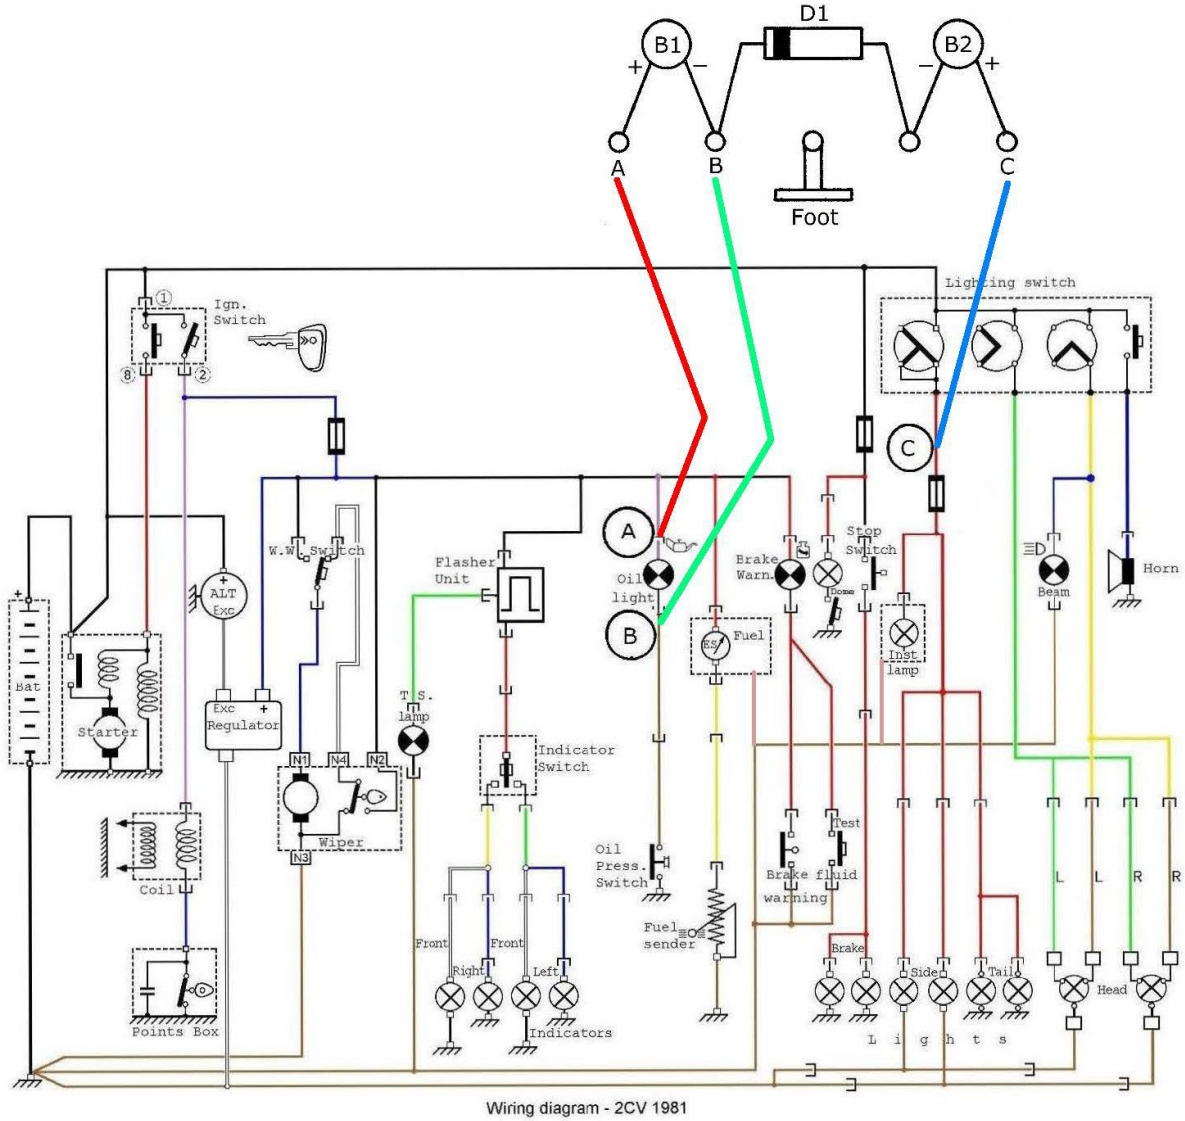 D1
B1
B2
+ −
− +
A
B
C
Foot
Lighting switch
1
Ign.
Switch
8
2
C
A
B
W.W. Switch
Flasher
Unit
Oil
light
Brake
Warn.
Stop
Switch
Dome
Beam
Horn
+
Bat
+
ALT
Exc
ES
Fuel
Inst
lamp
Starter
Exc +
Regulator
T.S.
lamp
Indicator
Switch
N1 N4 N2
Wiper
N3
Coil
Oil
Press.
Switch
Test
Brake fluid
warning
L L R R
Fuel
sender
Front Front
Right Left
Brake
Side
Tail
Head
Indicators
Points Box
L i g h t s
Wiring diagram - 2CV 1981